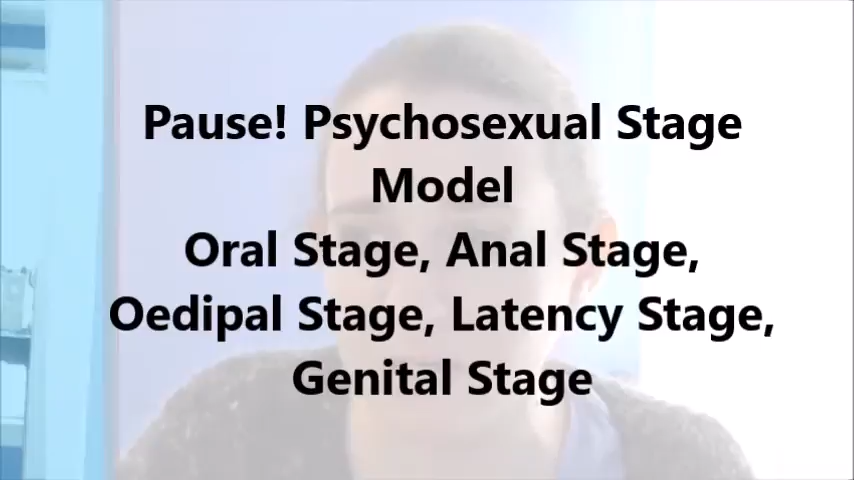 Pause! Psychosexual Stage
Model
Oral Stage, Anal Stage,
Oedipal Stage, Latency Stage,
Genital Stage